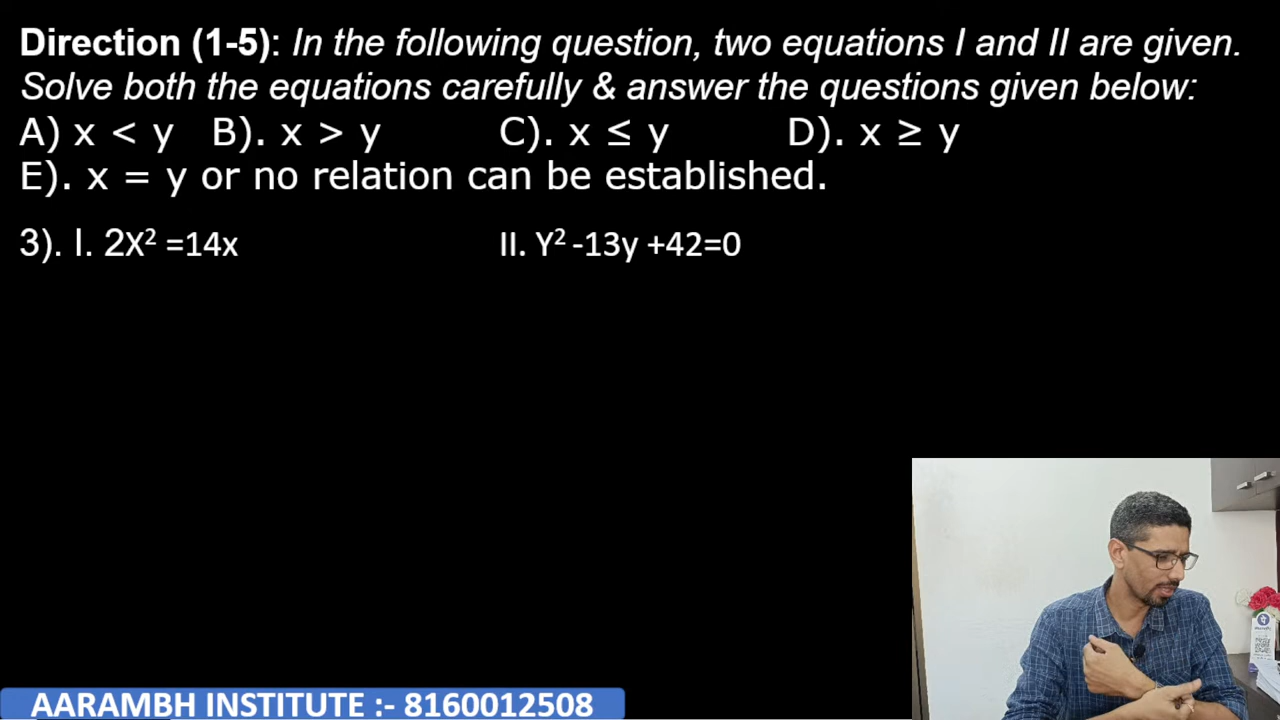 Direction (1-5): In the following question, two equations I and II are given.
Solve both the equations carefully & answer the questions given below:
A) x < y B). x > y C). x ≤ y D). x ≥ y
E). x = y or no relation can be established.
3). I. 2X² =14x II. Y² -13y +42=0
AARAMBH INSTITUTE :- 8160012508